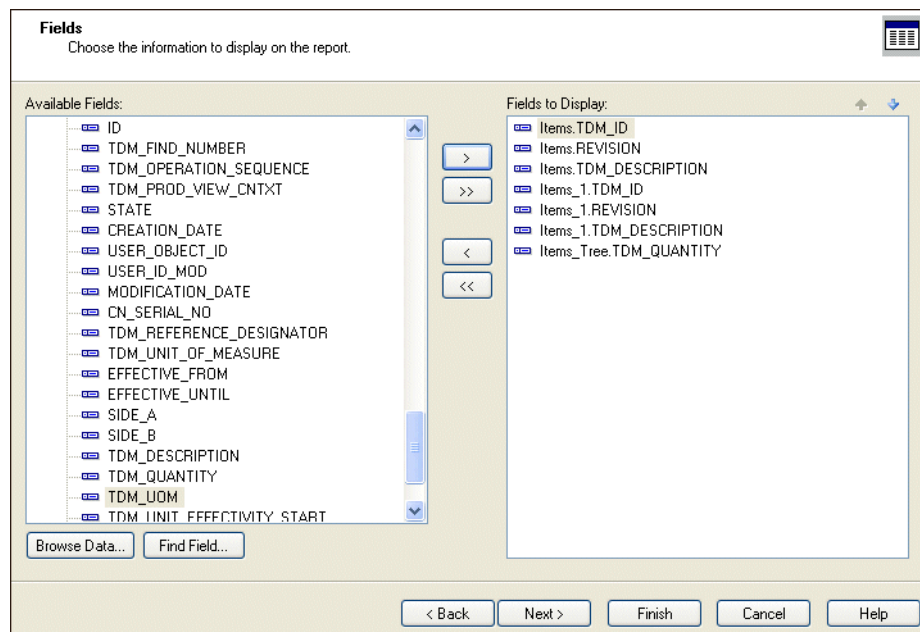 Fields
Choose the information to display on the report.
Available Fields:
ID
TDM_FIND_NUMBER
TDM_OPERATION_SEQUENCE
TDM_PROD_VIEW_CNTXT
STATE
CREATION_DATE
USER_OBJECT_ID
USER_ID_MOD
MODIFICATION_DATE
CN_SERIAL_NO
TDM_REFERENCE_DESIGNATOR
TDM_UNIT_OF_MEASURE
EFFECTIVE_FROM
EFFECTIVE_UNTIL
SIDE_A
SIDE_B
TDM_DESCRIPTION
TDM_QUANTITY
TDM_UOM
TDM_UNIT_EFFECTIVITY_START
Browse Data... Find Field...
>
>>
<
<<
Fields to Display:
Items.TDM_ID
Items.REVISION
Items.TDM_DESCRIPTION
Items_1.TDM_ID
Items_1.REVISION
Items_1.TDM_DESCRIPTION
Items_Tree.TDM_QUANTITY
< Back Next > Finish Cancel Help